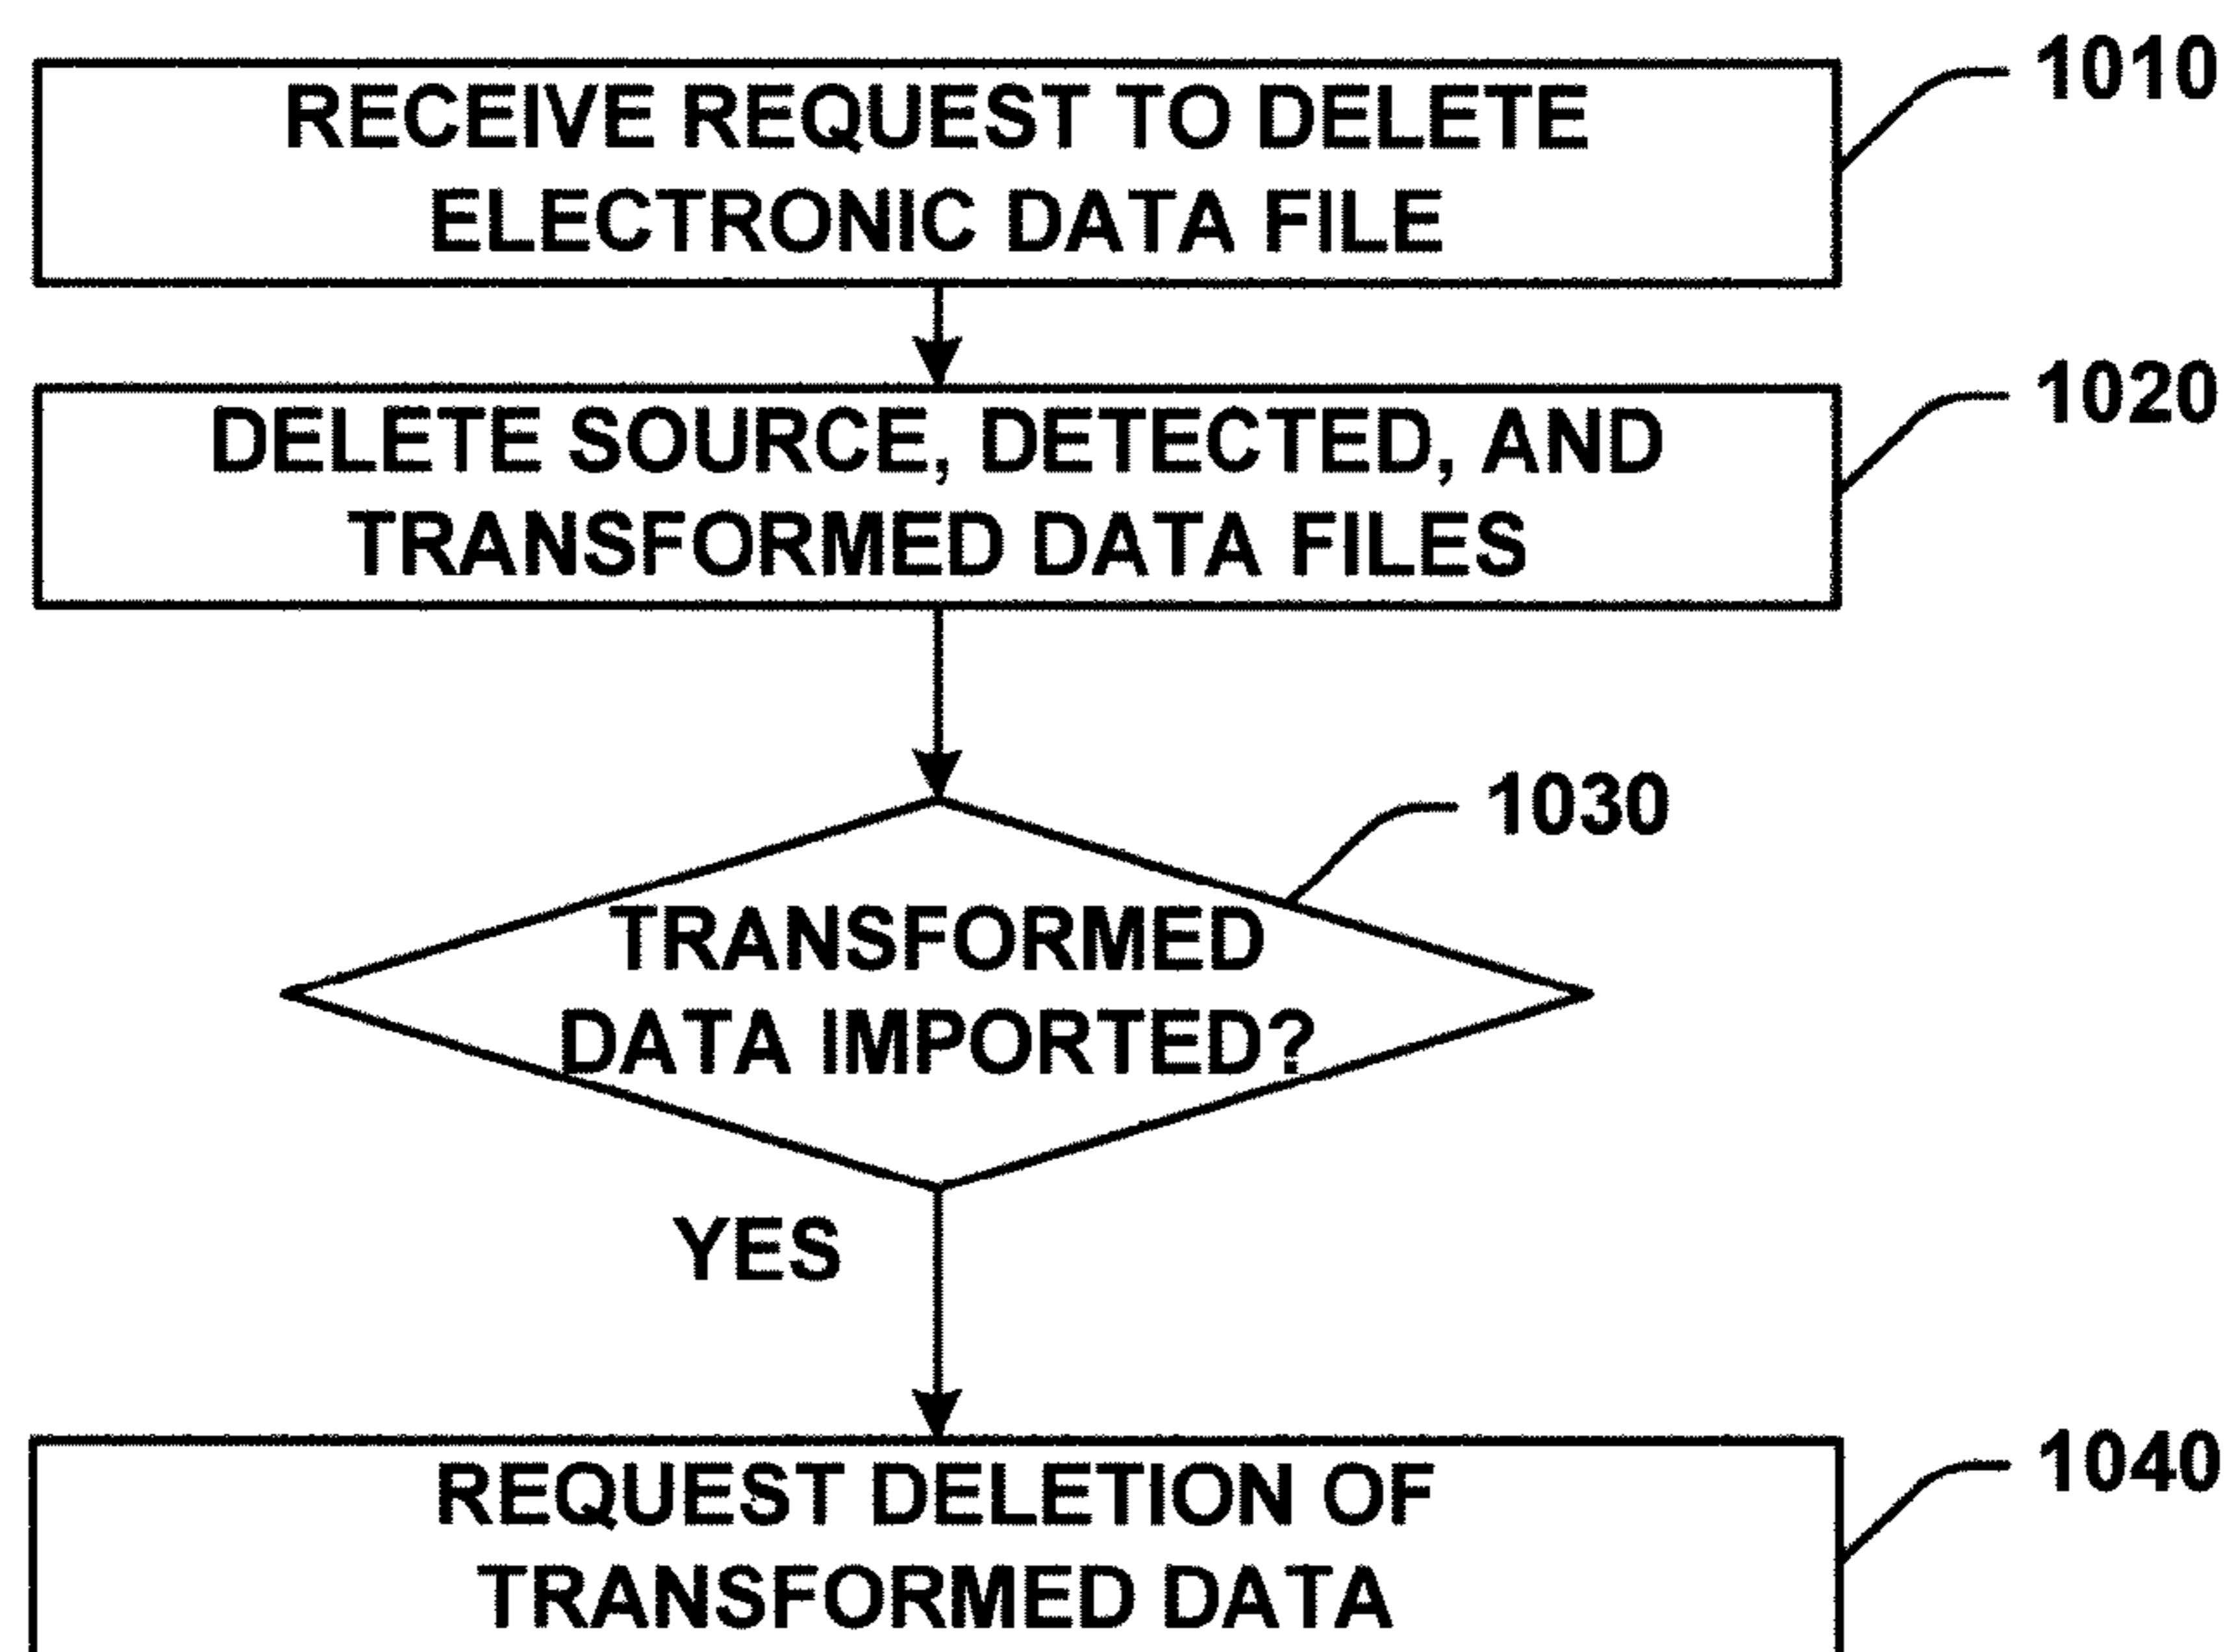 RECEIVE REQUEST TO DELETE
ELECTRONIC DATA FILE
1010
DELETE SOURCE, DETECTED, AND
TRANSFORMED DATA FILES
1020
1030
TRANSFORMED
DATA IMPORTED?
YES
REQUEST DELETION OF
TRANSFORMED DATA
1040